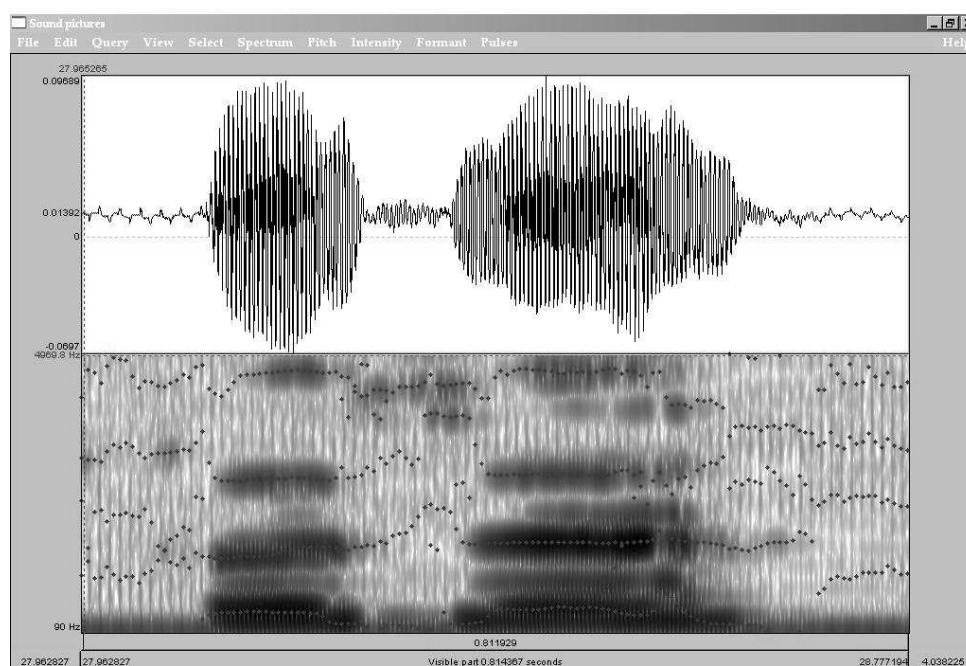 Sound pictures
File Edit Query View Select Spectrum Pitch Intensity Formant Pulses Help
27.965265
0.09689
0.01392
0
-0.0697
4969.8 Hz
90 Hz
0.811929
27.962827 27.962827 Visible part 0.814367 seconds 28.777194 4.038225